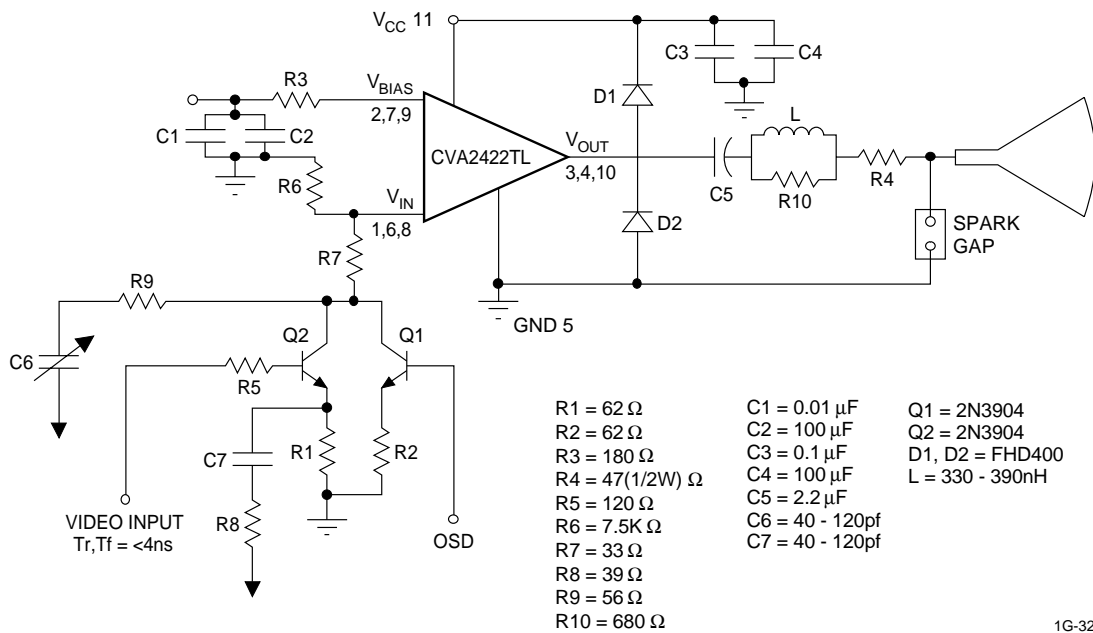 V_CC 11
C3
C4
R3
V_BIAS
2,7,9
D1
L
C1
C2
CVA2422TL
V_OUT
3,4,10
R6
C5
R10
R4
V_IN
1,6,8
D2
SPARK
GAP
R7
R9
GND 5
Q2
Q1
C6
R5
R1
R2
C7
R8
VIDEO INPUT
Tr,Tf = <4ns
OSD
R1 = 62 Ω
R2 = 62 Ω
R3 = 180 Ω
R4 = 47(1/2W) Ω
R5 = 120 Ω
R6 = 7.5K Ω
R7 = 33 Ω
R8 = 39 Ω
R9 = 56 Ω
R10 = 680 Ω
C1 = 0.01 µF
C2 = 100 µF
C3 = 0.1 µF
C4 = 100 µF
C5 = 2.2 µF
C6 = 40 - 120pf
C7 = 40 - 120pf
Q1 = 2N3904
Q2 = 2N3904
D1, D2 = FHD400
L = 330 - 390nH
1G-32